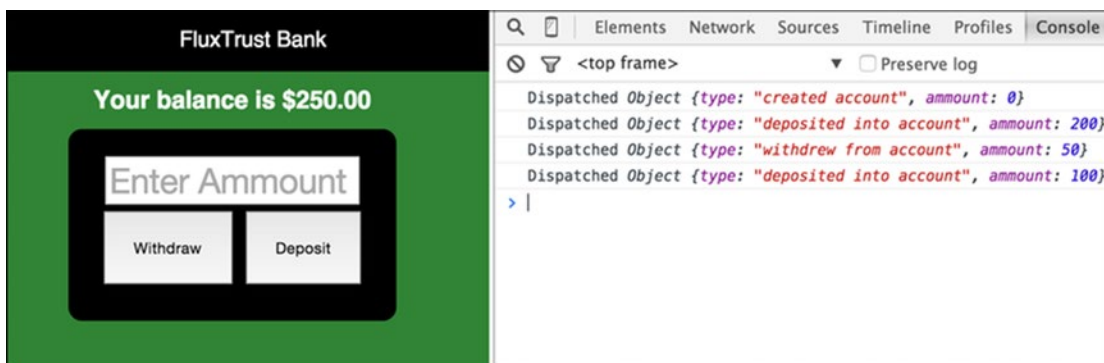 FluxTrust Bank
Your balance is $250.00
Enter Ammount
Withdraw Deposit
Elements Network Sources Timeline Profiles Console
<top frame> ▼ Preserve log
Dispatched Object {type: "created account", ammount: 0}
Dispatched Object {type: "deposited into account", ammount: 200}
Dispatched Object {type: "withdrew from account", ammount: 50}
Dispatched Object {type: "deposited into account", ammount: 100}
>